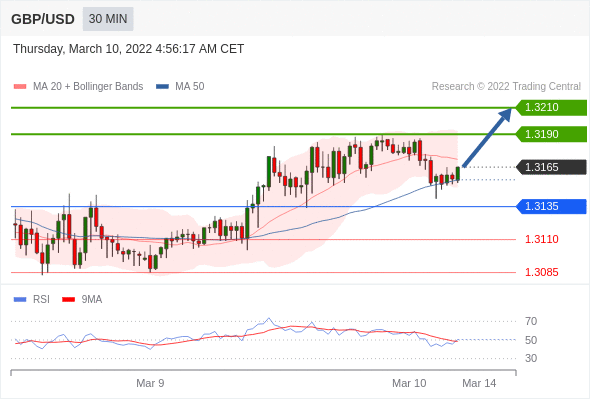 GBP/USD 30 MIN
Thursday, March 10, 2022 4:56:17 AM CET
MA 20 + Bollinger Bands MA 50 Research © 2022 Trading Central
1.3210
1.3190
1.3165
1.3135
1.3110
1.3085
RSI 9MA
70
50
30
Mar 9 Mar 10 Mar 14